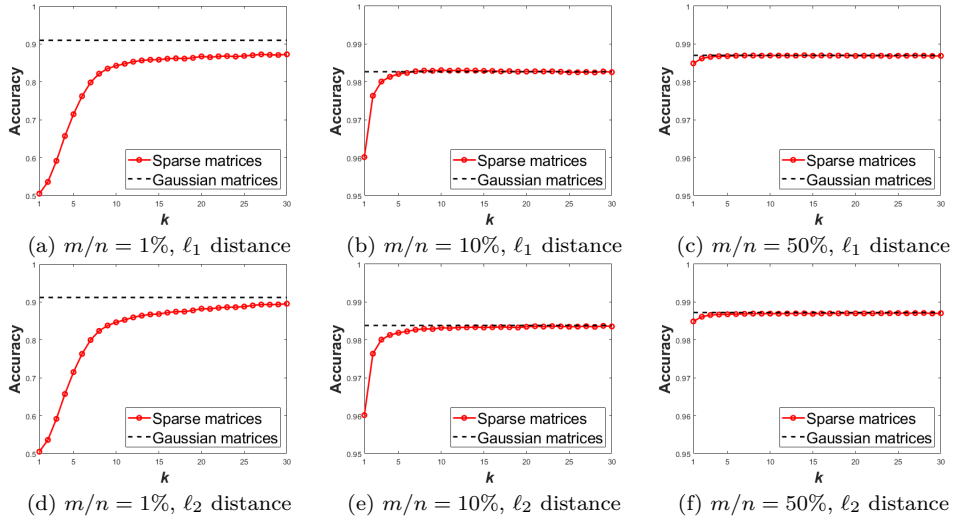 1
0.9
0.8
0.7
0.6
0.5
Accuracy
1 5 10 15 20 25 30
k
Sparse matrices
Gaussian matrices
(a) m/n = 1%, ℓ1 distance
1
0.99
0.98
0.97
0.96
0.95
Accuracy
1 5 10 15 20 25 30
k
Sparse matrices
Gaussian matrices
(b) m/n = 10%, ℓ1 distance
1
0.99
0.98
0.97
0.96
0.95
Accuracy
1 5 10 15 20 25 30
k
Sparse matrices
Gaussian matrices
(c) m/n = 50%, ℓ1 distance
1
0.9
0.8
0.7
0.6
0.5
Accuracy
1 5 10 15 20 25 30
k
Sparse matrices
Gaussian matrices
(d) m/n = 1%, ℓ2 distance
1
0.99
0.98
0.97
0.96
0.95
Accuracy
1 5 10 15 20 25 30
k
Sparse matrices
Gaussian matrices
(e) m/n = 10%, ℓ2 distance
1
0.99
0.98
0.97
0.96
0.95
Accuracy
1 5 10 15 20 25 30
k
Sparse matrices
Gaussian matrices
(f) m/n = 50%, ℓ2 distance